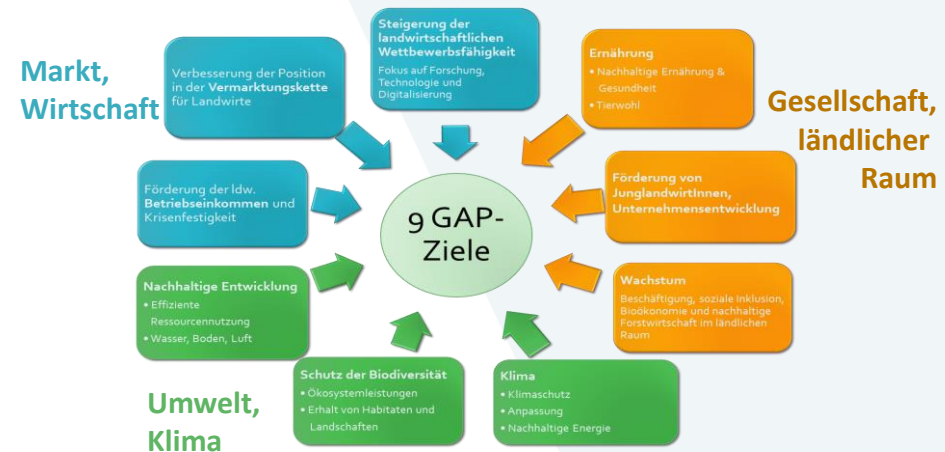 Markt,
Wirtschaft
Verbesserung der Position
in der Vermarktungskette
für Landwirte
Steigerung der
landwirtschaftlichen
Wettbewerbsfähigkeit
Fokus auf Forschung,
Technologie und
Digitalisierung
Ernährung
• Nachhaltige Ernährung &
Gesundheit
• Tierwohl
Gesellschaft,
ländlicher
Raum
Förderung der ldw.
Betriebseinkommen und
Krisenfestigkeit
9 GAP-
Ziele
Förderung von
JunglandwirtInnen,
Unternehmensentwicklung
Nachhaltige Entwicklung
• Effiziente
Ressourcennutzung
• Wasser, Boden, Luft
Wachstum
Beschäftigung, soziale Inklusion,
Bioökonomie und nachhaltige
Forstwirtschaft im ländlichen
Raum
Umwelt,
Klima
Schutz der Biodiversität
• Ökosystemleistungen
• Erhalt von Habitaten und
Landschaften
Klima
• Klimaschutz
• Anpassung
• Nachhaltige Energie